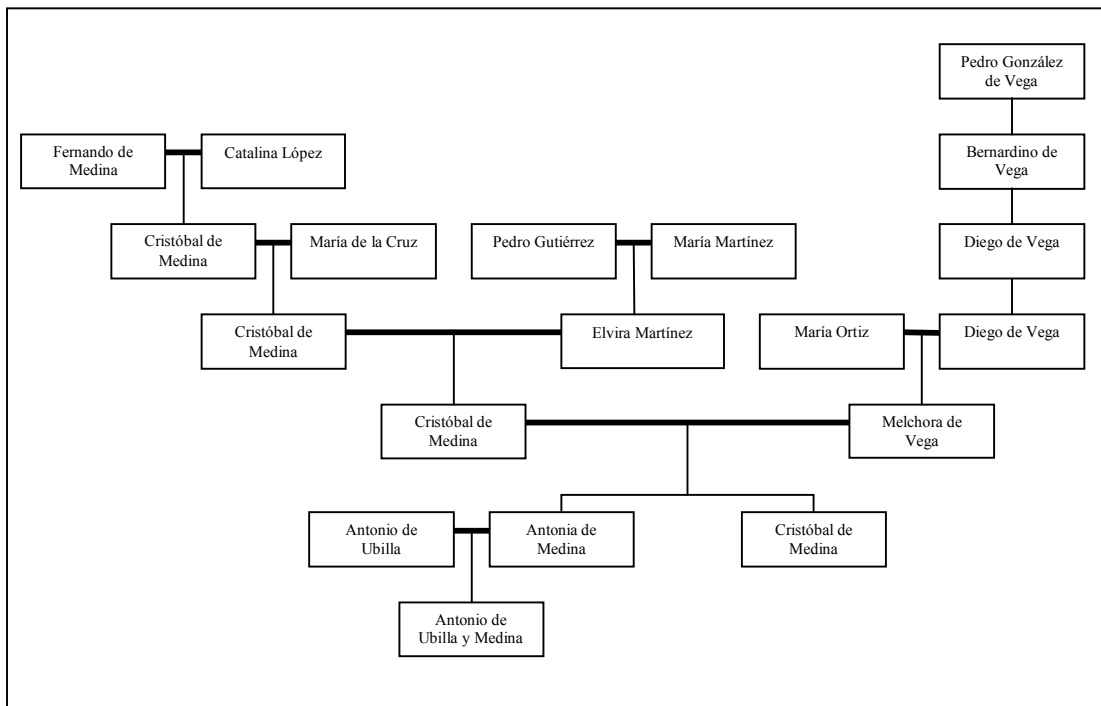 Pedro González
de Vega
Fernando de
Medina
Catalina López
Bernardino de
Vega
Cristóbal de
Medina
María de la Cruz
Pedro Gutiérrez
María Martínez
Diego de Vega
Cristóbal de
Medina
Elvira Martínez
María Ortiz
Diego de Vega
Cristóbal de
Medina
Melchora de
Vega
Antonio de
Ubilla
Antonia de
Medina
Cristóbal de
Medina
Antonio de
Ubilla y Medina